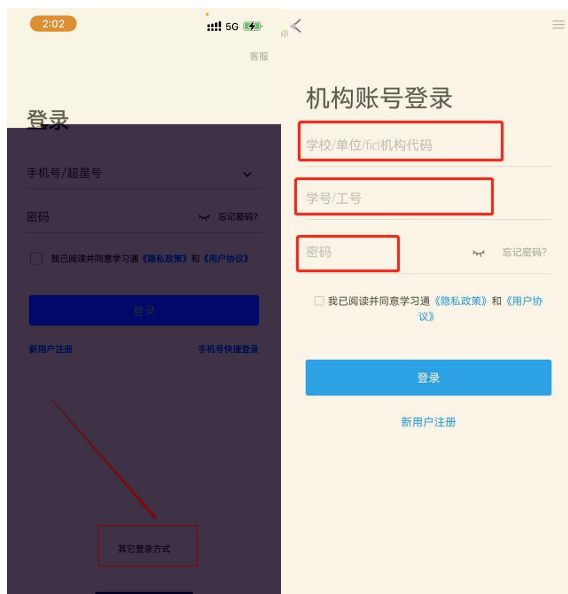 2:02
5G
客服
登录
手机号/超星号
密码
忘记密码?
我已阅读并同意学习通《隐私政策》和《用户协议》
登录
新用户注册
手机号快捷登录
其它登录方式
机构账号登录
学校/单位/fid机构代码
学号/工号
密码
忘记密码?
我已阅读并同意学习通《隐私政策》和《用户协
议》
登录
新用户注册